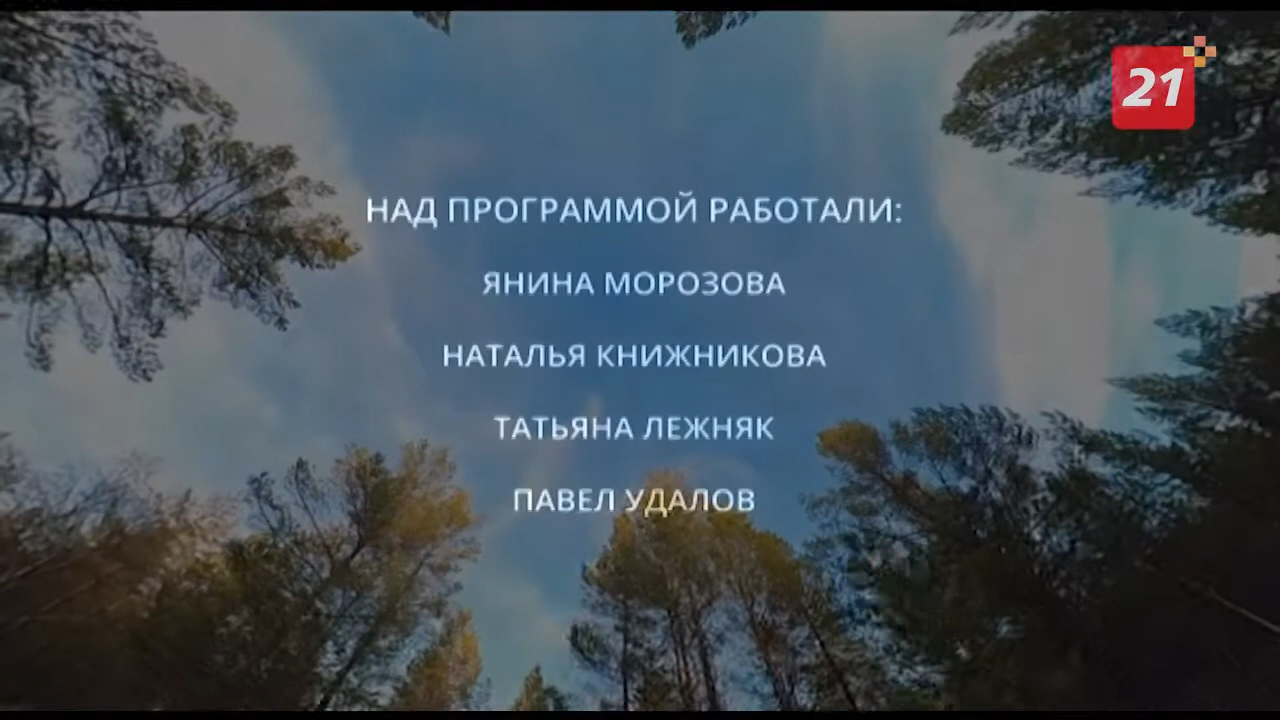 21
НАД ПРОГРАММОЙ РАБОТАЛИ:
ЯНИНА МОРОЗОВА
НАТАЛЬЯ КНИЖНИКОВА
ТАТЬЯНА ЛЕЖНЯК
ПАВЕЛ УДАЛОВ